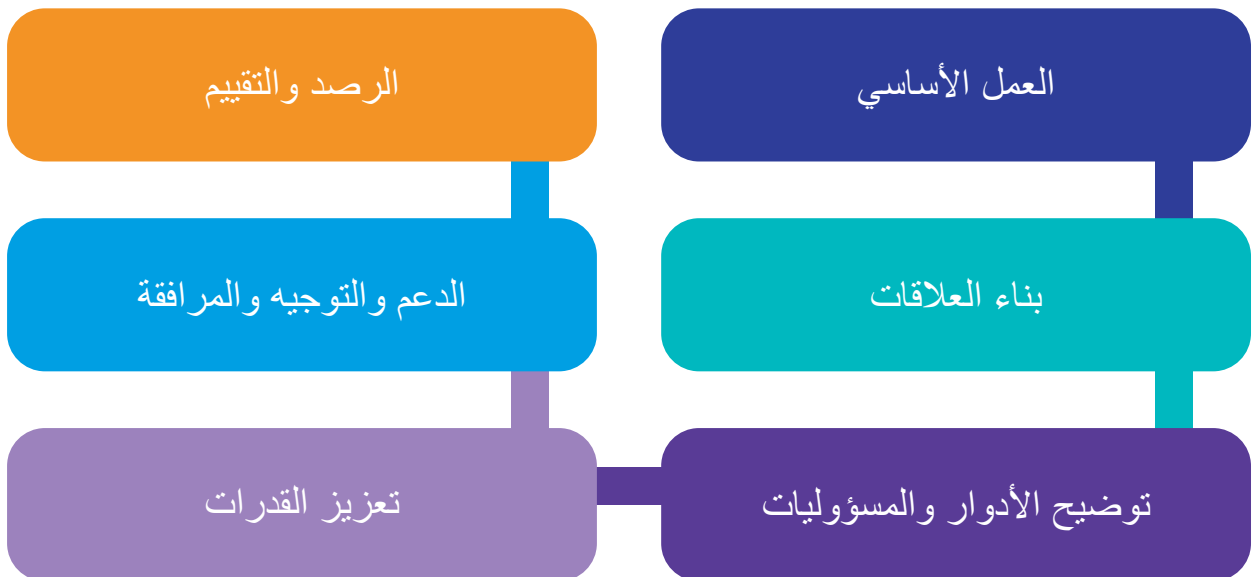 العمل الأساسي
بناء العلاقات
توضيح الأدوار والمسؤوليات
تعزيز القدرات
الدعم والتوجيه والمرافقة
الرصد والتقييم